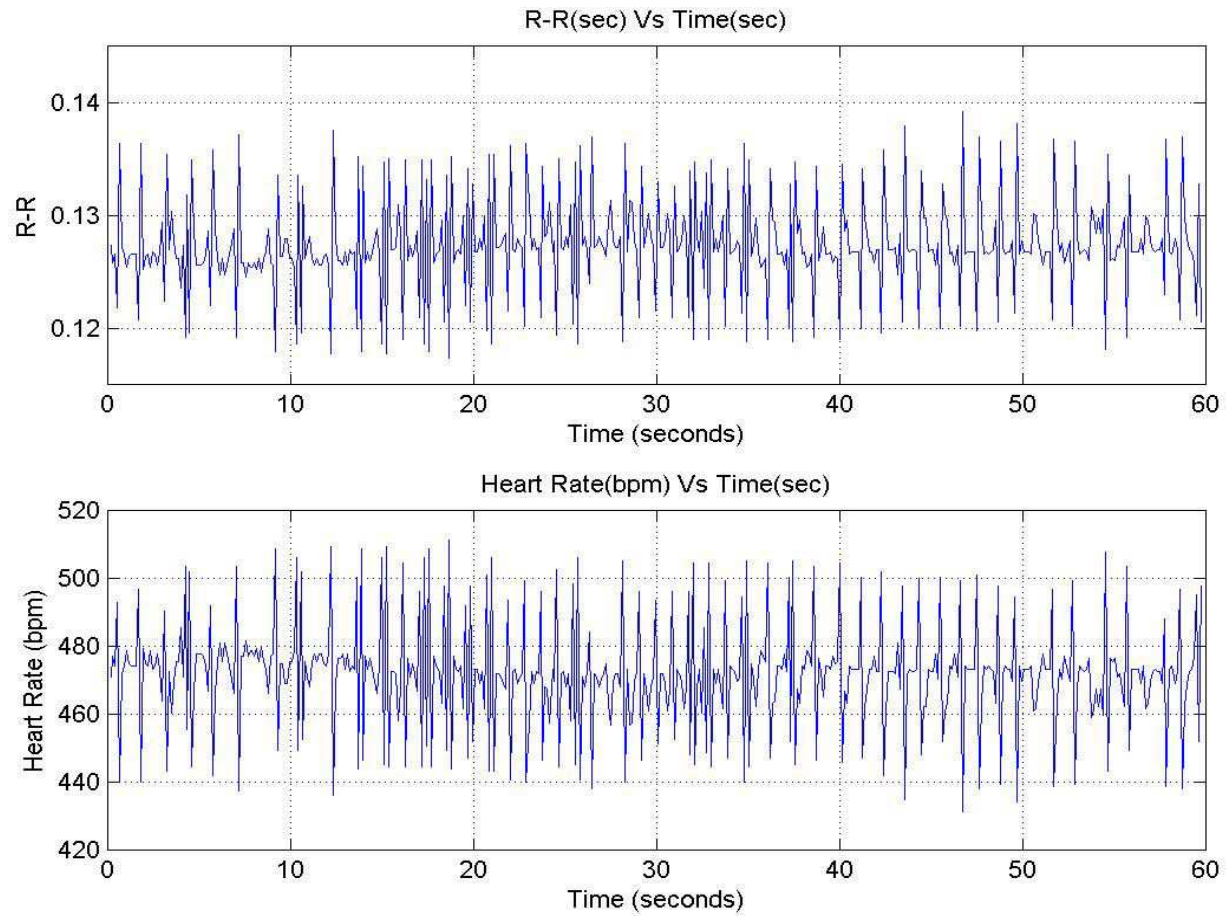 R-R(sec) Vs Time(sec)
0.14
0.13
0.12
R-R
0 10 20 30 40 50 60
Time (seconds)
Heart Rate(bpm) Vs Time(sec)
520
500
480
460
440
420
Heart Rate (bpm)
0 10 20 30 40 50 60
Time (seconds)